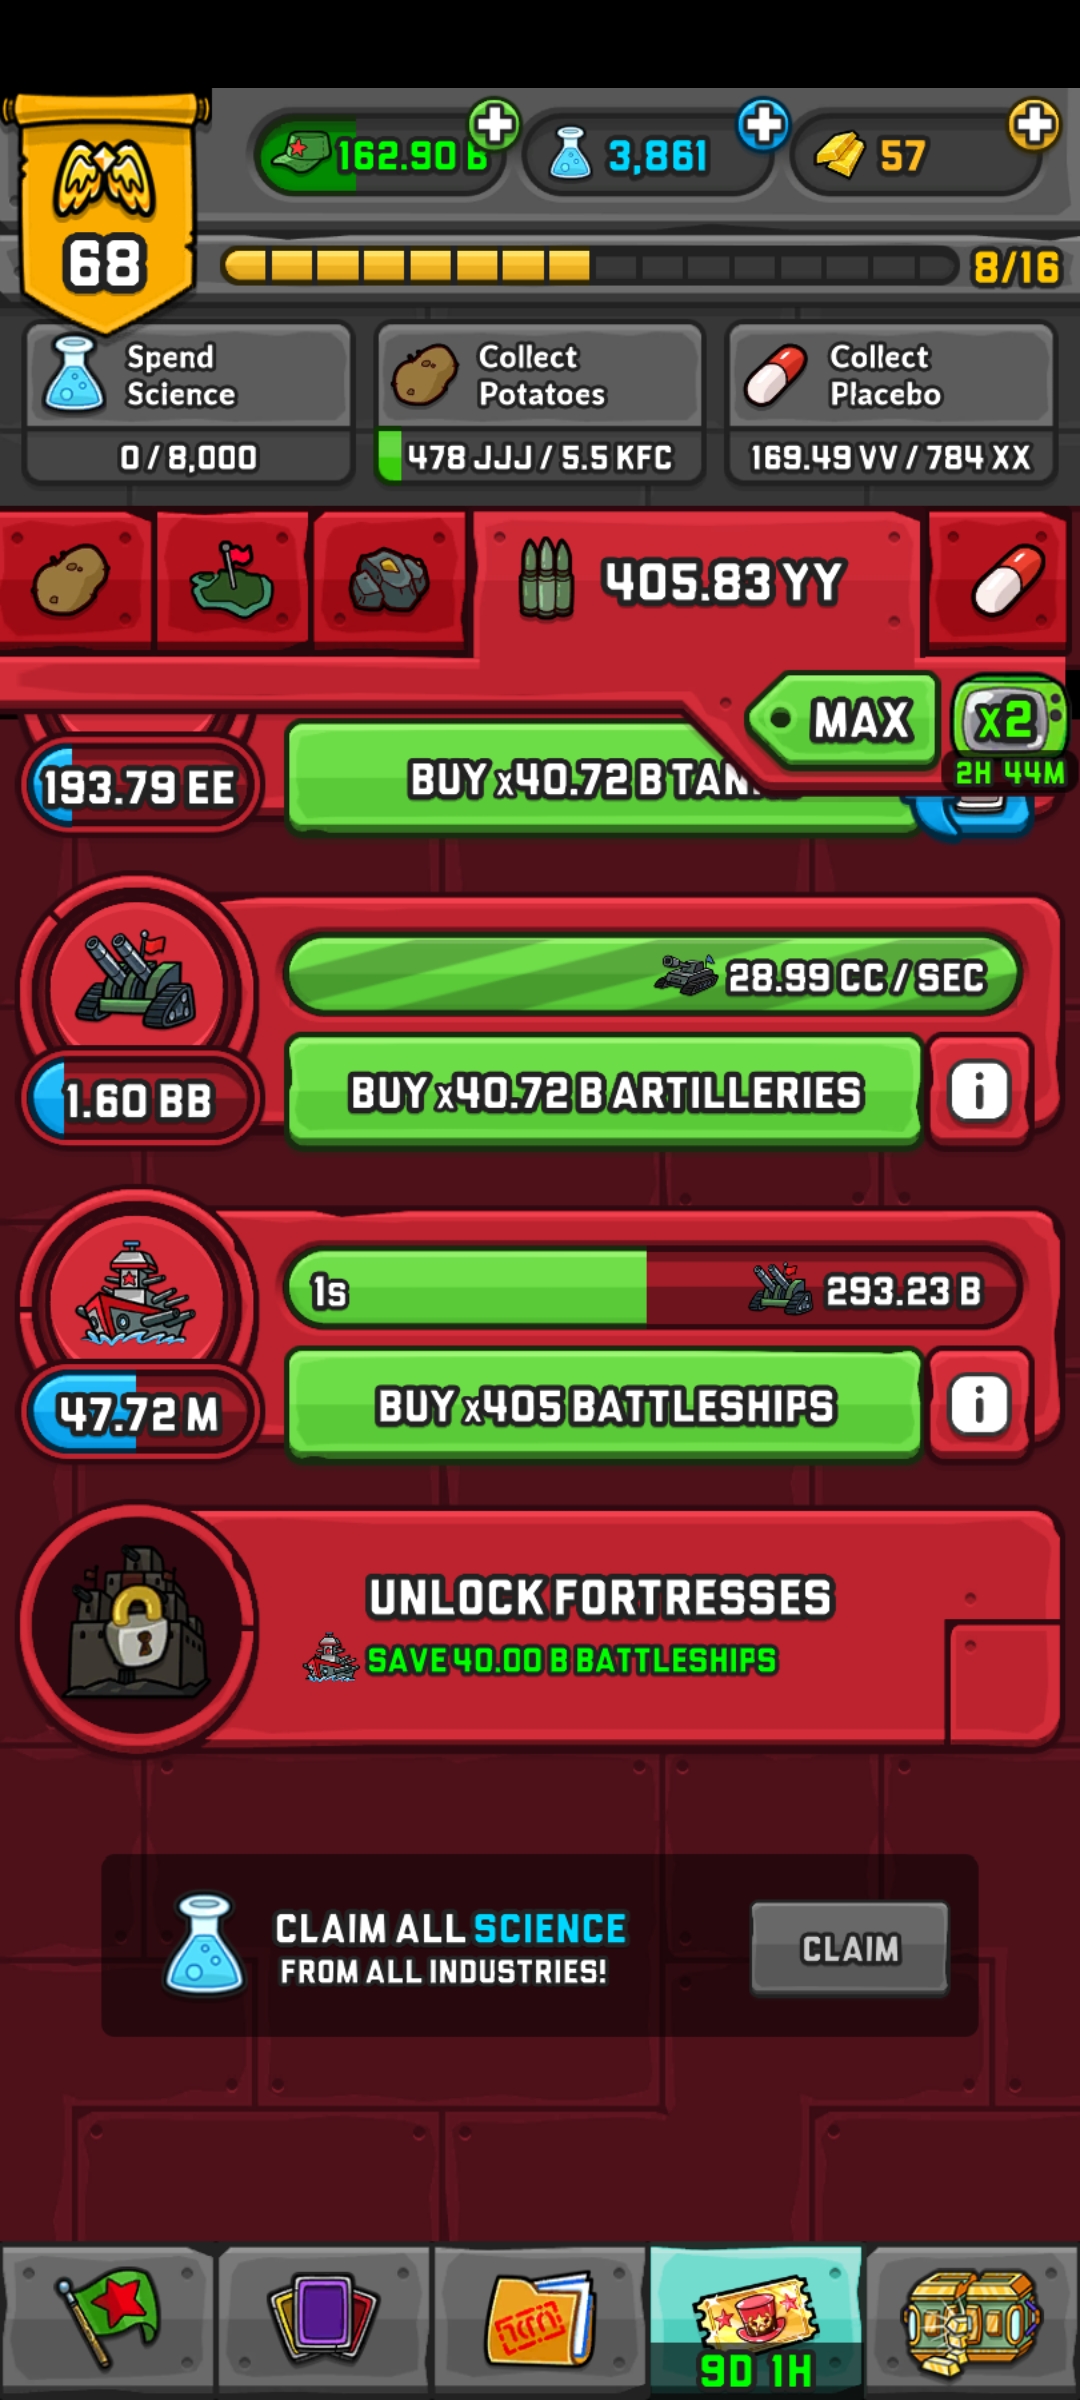 162.90 B
3,861
57
68
8/16
Spend
Science
0 / 8,000
Collect
Potatoes
478 JJJ / 5.5 KFC
Collect
Placebo
169.49 VV / 784 XX
405.83 YY
MAX
x2
2H 44M
193.79 EE
BUY x40.72 B
28.99 CC / SEC
1.60 BB
BUY x40.72 B ARTILLERIES
i
1s
293.23 B
47.72 M
BUY x405 BATTLESHIPS
i
UNLOCK FORTRESSES
SAVE 40.00 B BATTLESHIPS
CLAIM ALL SCIENCE
FROM ALL INDUSTRIES!
CLAIM
9D 1H